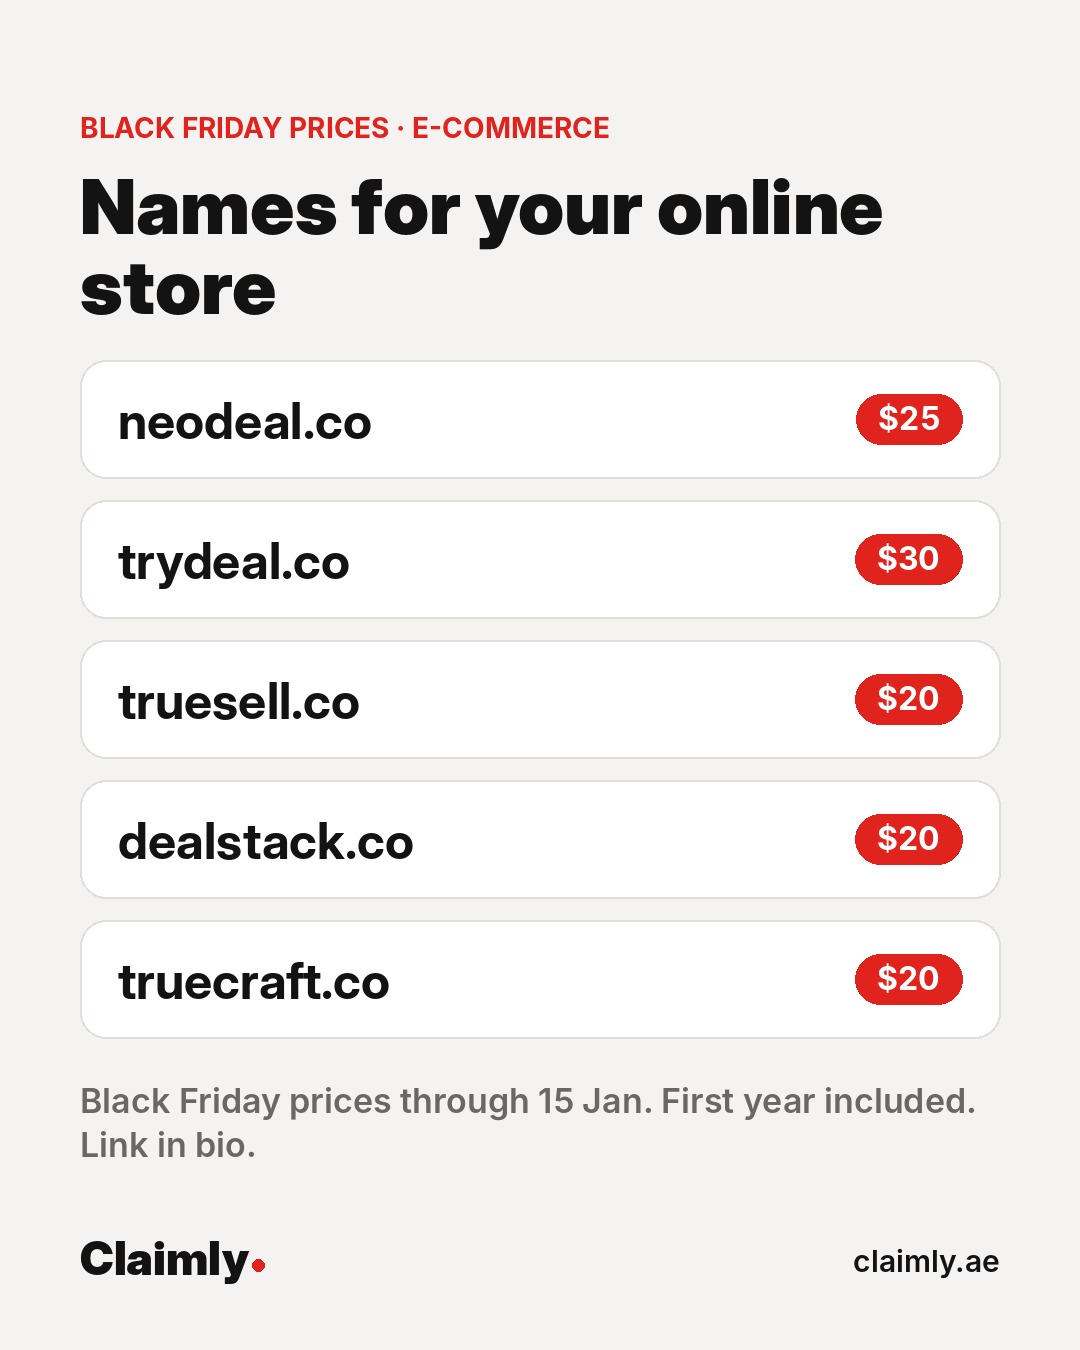 BLACK FRIDAY PRICES · E-COMMERCE
Names for your online
store
neodeal.co
$25
trydeal.co
$30
truesell.co
$20
dealstack.co
$20
truecraft.co
$20
Black Friday prices through 15 Jan. First year included.
Link in bio.
Claimly.
claimly.ae